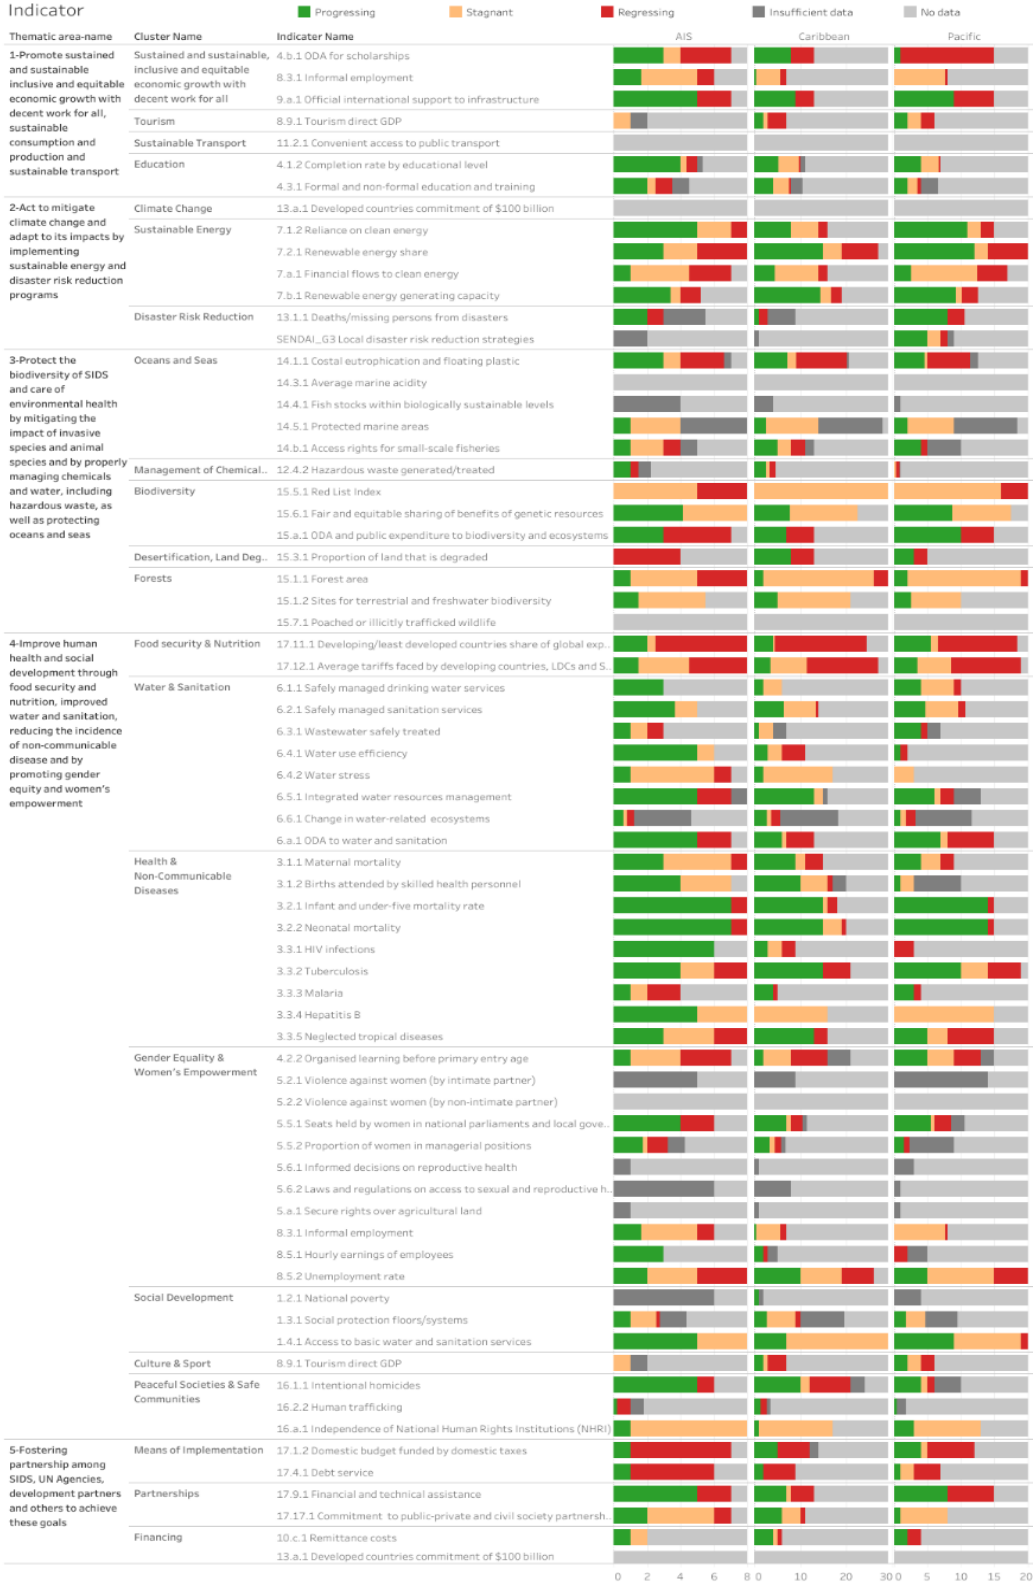 Indicator
Progressing
Stagnant
Regressing
Insufficient data
No data
Thematic area-name
Cluster Name
Indicater Name
AIS
Caribbean
Pacific
1-Promote sustained
and sustainable
inclusive and equitable
economic growth with
decent work for all,
sustainable
consumption and
production and
sustainable transport
Sustained and sustainable,
inclusive and equitable
economic growth with
decent work for all
4.b.1 ODA for scholarships
8.3.1 Informal employment
9.a.1 Official international support to infrastructure
Tourism
8.9.1 Tourism direct GDP
Sustainable Transport
11.2.1 Convenient access to public transport
Education
4.1.2 Completion rate by educational level
4.3.1 Formal and non-formal education and training
2-Act to mitigate
climate change and
adapt to its impacts by
implementing
sustainable energy and
disaster risk reduction
programs
Climate Change
13.a.1 Developed countries commitment of $100 billion
Sustainable Energy
7.1.2 Reliance on clean energy
7.2.1 Renewable energy share
7.a.1 Financial flows to clean energy
7.b.1 Renewable energy generating capacity
Disaster Risk Reduction
13.1.1 Deaths/missing persons from disasters
SENDAI_G3 Local disaster risk reduction strategies
3-Protect the
biodiversity of SIDS
and care of
environmental health
by mitigating the
impact of invasive
species and animal
species and by properly
managing chemicals
and water, including
hazardous waste, as
well as protecting
oceans and seas
Oceans and Seas
14.1.1 Costal eutrophication and floating plastic
14.3.1 Average marine acidity
14.4.1 Fish stocks within biologically sustainable levels
14.5.1 Protected marine areas
14.b.1 Access rights for small-scale fisheries
Management of Chemical..
12.4.2 Hazardous waste generated/treated
Biodiversity
15.5.1 Red List Index
15.6.1 Fair and equitable sharing of benefits of genetic resources
15.a.1 ODA and public expenditure to biodiversity and ecosystems
Desertification, Land Deg..
15.3.1 Proportion of land that is degraded
Forests
15.1.1 Forest area
15.1.2 Sites for terrestrial and freshwater biodiversity
15.7.1 Poached or illicitly trafficked wildlife
4-Improve human
health and social
development through
food security and
nutrition, improved
water and sanitation,
reducing the incidence
of non-communicable
disease and by
promoting gender
equity and women's
empowerment
Food security & Nutrition
17.11.1 Developing/least developed countries share of global exp..
17.12.1 Average tariffs faced by developing countries, LDCs and S..
Water & Sanitation
6.1.1 Safely managed drinking water services
6.2.1 Safely managed sanitation services
6.3.1 Wastewater safely treated
6.4.1 Water use efficiency
6.4.2 Water stress
6.5.1 Integrated water resources management
6.6.1 Change in water-related ecosystems
6.a.1 ODA to water and sanitation
Health &
Non-Communicable
Diseases
3.1.1 Maternal mortality
3.1.2 Births attended by skilled health personnel
3.2.1 Infant and under-five mortality rate
3.2.2 Neonatal mortality
3.3.1 HIV infections
3.3.2 Tuberculosis
3.3.3 Malaria
3.3.4 Hepatitis B
3.3.5 Neglected tropical diseases
Gender Equality &
Women's Empowerment
4.2.2 Organised learning before primary entry age
5.2.1 Violence against women (by intimate partner)
5.2.2 Violence against women (by non-intimate partner)
5.5.1 Seats held by women in national parliaments and local gove..
5.5.2 Proportion of women in managerial positions
5.6.1 Informed decisions on reproductive health
5.6.2 Laws and regulations on access to sexual and reproductive h..
5.a.1 Secure rights over agricultural land
8.3.1 Informal employment
8.5.1 Hourly earnings of employees
8.5.2 Unemployment rate
Social Development
1.2.1 National poverty
1.3.1 Social protection floors/systems
1.4.1 Access to basic water and sanitation services
Culture & Sport
8.9.1 Tourism direct GDP
Peaceful Societies & Safe
Communities
16.1.1 Intentional homicides
16.2.2 Human trafficking
16.a.1 Independence of National Human Rights Institutions (NHRI)
5-Fostering
partnership among
SIDS, UN Agencies,
development partners
and others to achieve
these goals
Means of Implementation
17.1.2 Domestic budget funded by domestic taxes
17.4.1 Debt service
Partnerships
17.9.1 Financial and technical assistance
17.17.1 Commitment to public-private and civil society partnersh..
Financing
10.c.1 Remittance costs
13.a.1 Developed countries commitment of $100 billion
0 2 4 6 8
0 10 20 30
0 5 10 15 20